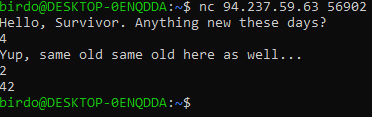 birdo@DESKTOP-0ENQDDA:~$ nc 94.237.59.63 56902
Hello, Survivor. Anything new these days?
4
Yup, same old same old here as well...
2
42
birdo@DESKTOP-0ENQDDA:~$